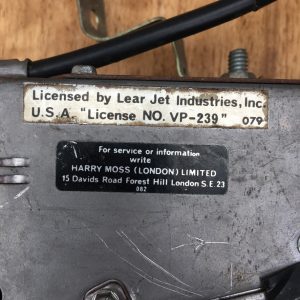 Licensed by Lear Jet Industries, Inc.
U.S.A. "License NO. VP-239" 079
For service or information
write
HARRY MOSS (LONDON) LIMITED
15 Davids Road Forest Hill London S.E.23
082